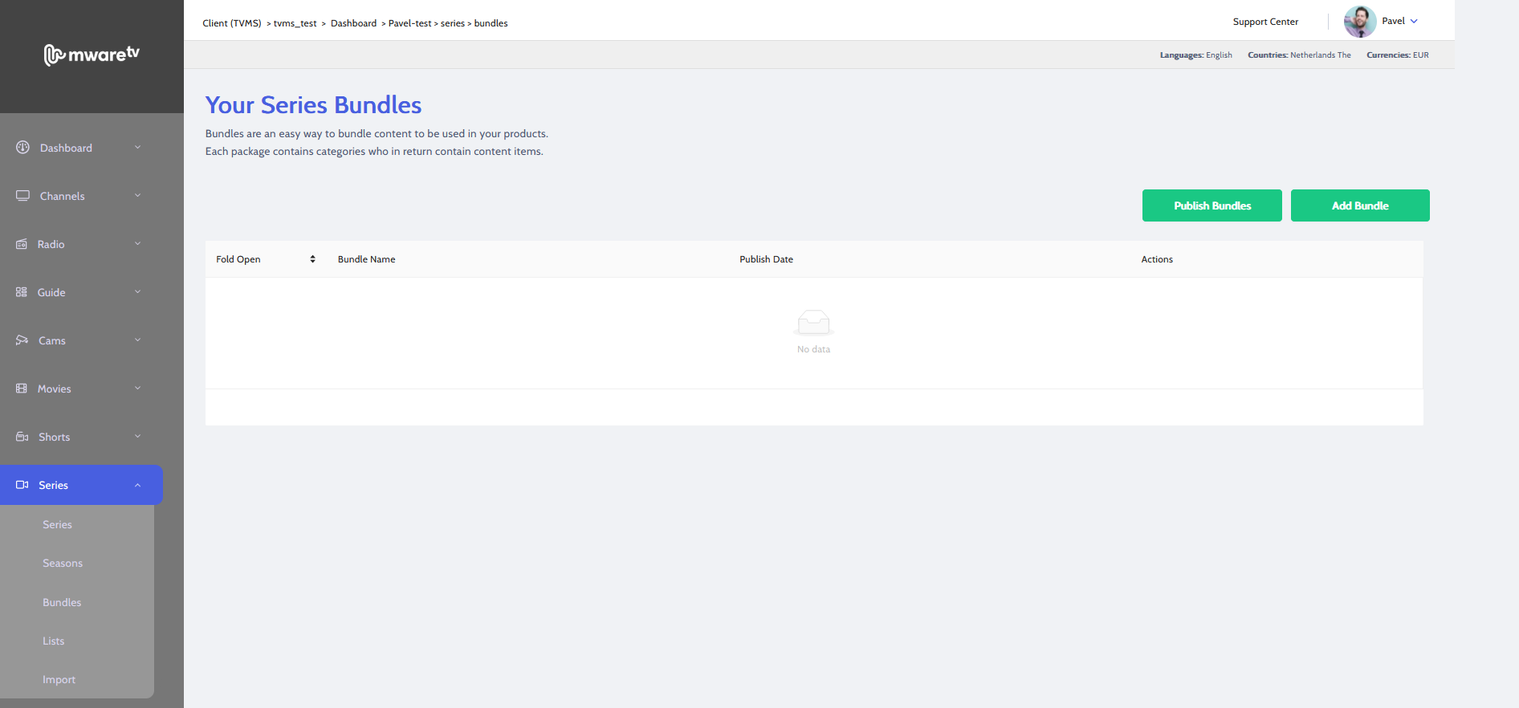 mwaretv
Client (TVMS) > tvms_test > Dashboard > Pavel-test > series > bundles
Support Center
Pavel
Languages: English Countries: Netherlands The Currencies: EUR
Dashboard
Channels
Radio
Guide
Cams
Movies
Shorts
Series
Series
Seasons
Bundles
Lists
Import
Your Series Bundles
Bundles are an easy way to bundle content to be used in your products.
Each package contains categories who in return contain content items.
Publish Bundles
Add Bundle
Fold Open Bundle Name Publish Date Actions
No data